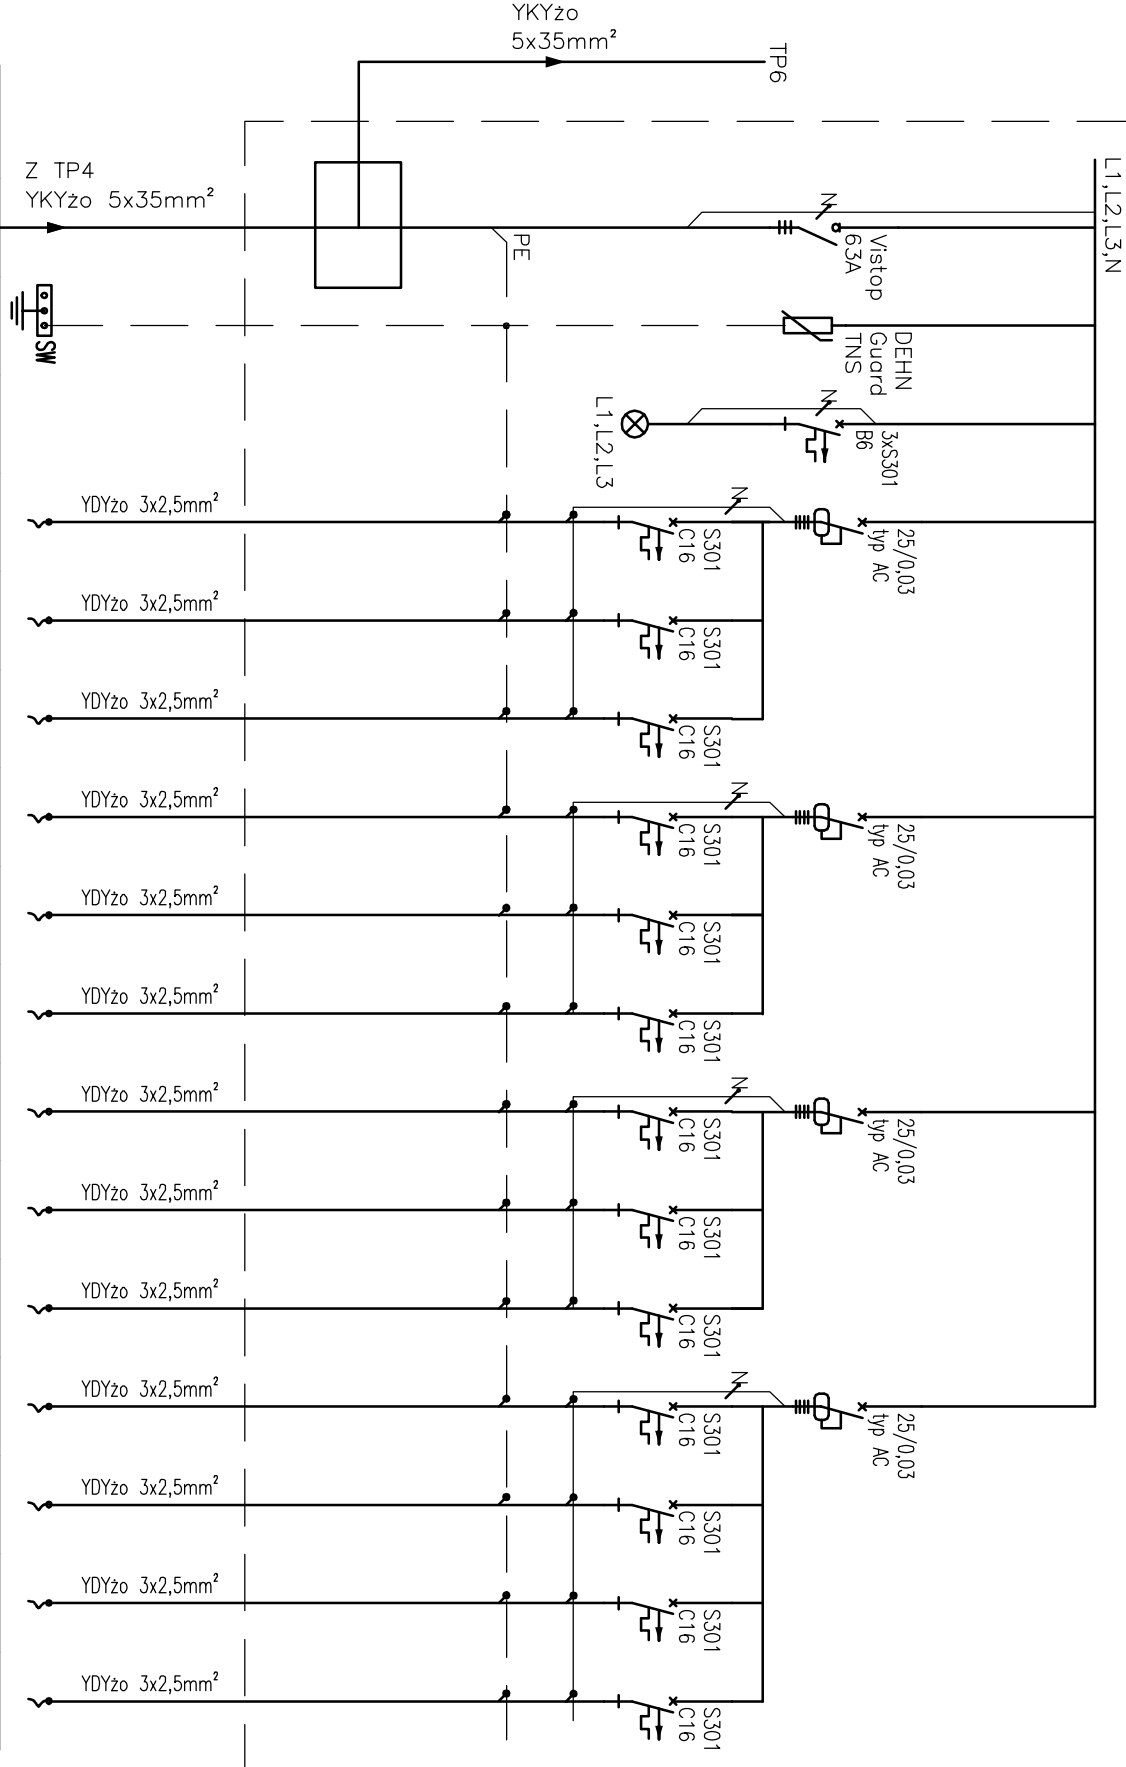 YKYżo
5x35mm²
TP6
Z TP4
YKYżo 5x35mm²
L1,L2,L3,N
N
Vistop
63A
PE
SW
DEHN
Guard
TNS
N
3xS301
B6
L1,L2,L3
YDYżo 3x2,5mm²
N
S301
C16
25/0,03
typ AC
YDYżo 3x2,5mm²
S301
C16
YDYżo 3x2,5mm²
S301
C16
YDYżo 3x2,5mm²
N
S301
C16
25/0,03
typ AC
YDYżo 3x2,5mm²
S301
C16
YDYżo 3x2,5mm²
S301
C16
YDYżo 3x2,5mm²
N
S301
C16
25/0,03
typ AC
YDYżo 3x2,5mm²
S301
C16
YDYżo 3x2,5mm²
S301
C16
YDYżo 3x2,5mm²
N
S301
C16
25/0,03
typ AC
YDYżo 3x2,5mm²
S301
C16
YDYżo 3x2,5mm²
S301
C16
YDYżo 3x2,5mm²
S301
C16